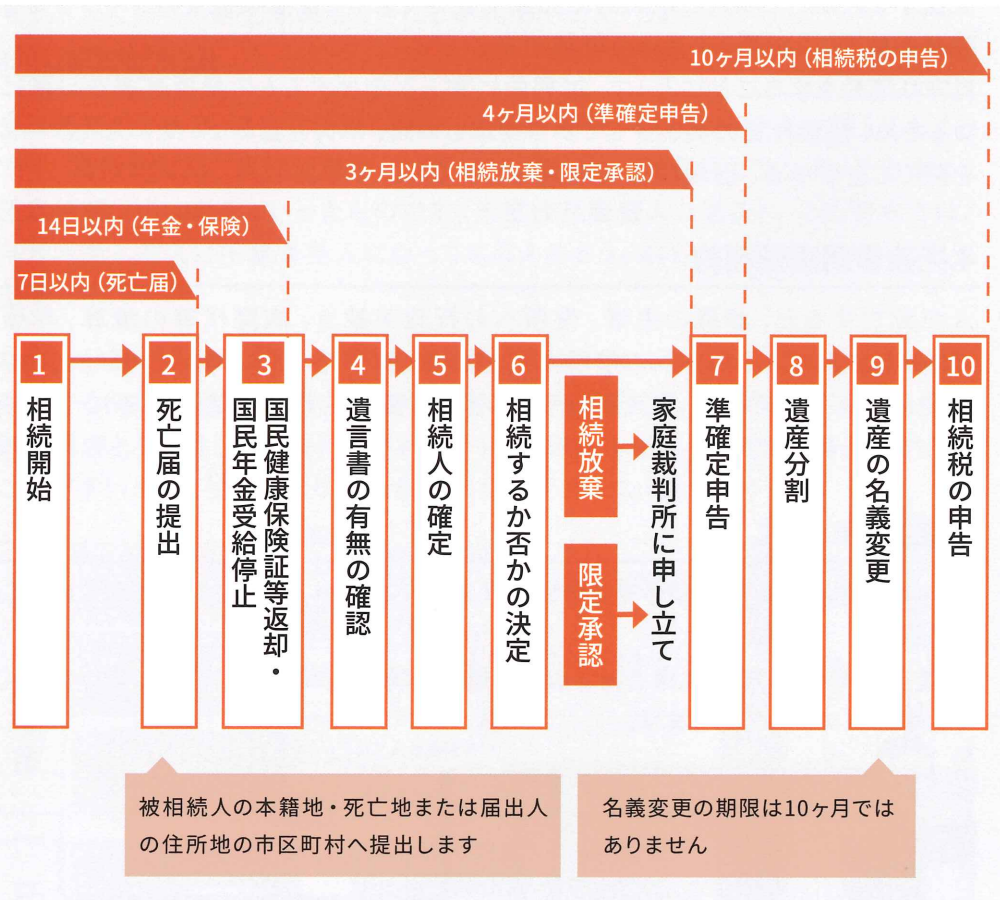 10ヶ月以内（相続税の申告）
4ヶ月以内（準確定申告）
3ヶ月以内（相続放棄・限定承認）
14日以内（年金・保険）
7日以内（死亡届）
1
相続開始
2
死亡届の提出
3
国民健康保険証等返却・
国民年金受給停止
4
遺言書の有無の確認
5
相続人の確定
6
相続するか否かの決定
相続放棄
限定承認
家庭裁判所に申し立て
7
準確定申告
8
遺産分割
9
遺産の名義変更
10
相続税の申告
被相続人の本籍地・死亡地または届出人
の住所地の市区町村へ提出します
名義変更の期限は10ヶ月では
ありません